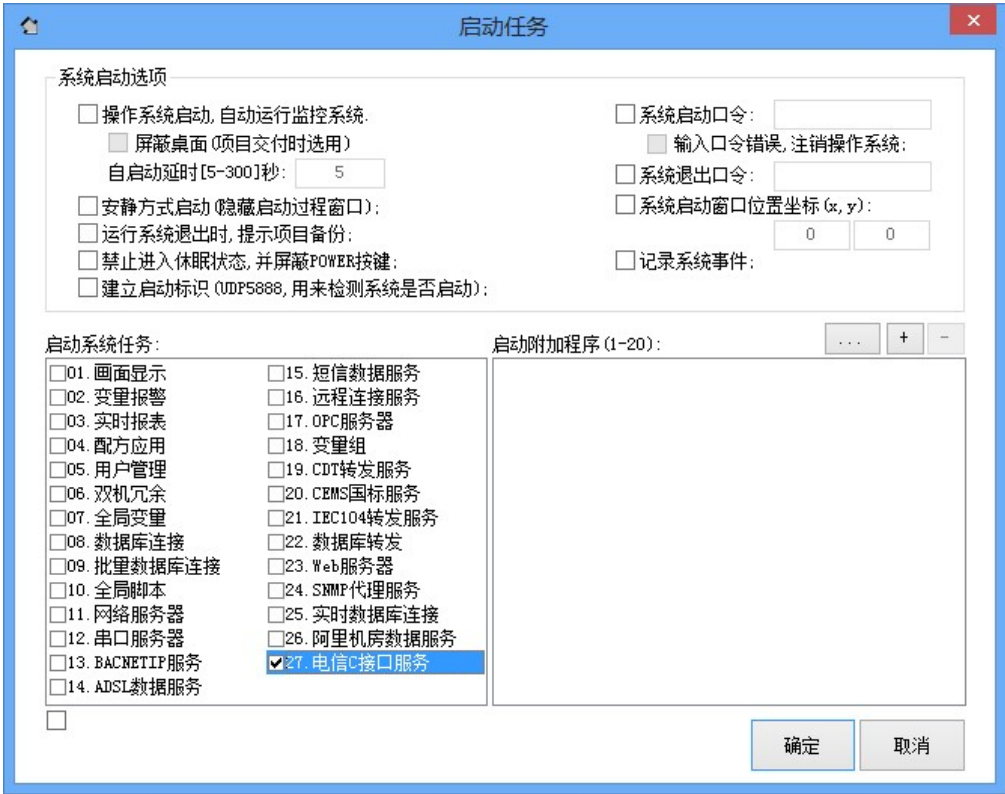 启动任务
系统启动选项
操作系统启动,自动运行监控系统.
屏蔽桌面(项目交付时选用)
自启动延时[5-300]秒: 5
安静方式启动(隐藏启动过程窗口);
运行系统退出时,提示项目备份;
禁止进入休眠状态,并屏蔽POWER按键;
建立启动标识(UDP5888,用来检测系统是否启动);
系统启动口令:
输入口令错误,注销操作系统;
系统退出口令:
系统启动窗口位置坐标(x,y):
0 0
记录系统事件;
启动系统任务:
01.画面显示
02.变量报警
03.实时报表
04.配方应用
05.用户管理
06.双机冗余
07.全局变量
08.数据库连接
09.批量数据库连接
10.全局脚本
11.网络服务器
12.串口服务器
13.BACNETIP服务
14.ADSL数据服务
15.短信数据服务
16.远程连接服务
17.OPC服务器
18.变量组
19.CDT转发服务
20.CEMS国标服务
21.IEC104转发服务
22.数据库转发
23.Web服务器
24.SNMP代理服务
25.实时数据库连接
26.阿里机房数据服务
27.电信C接口服务
启动附加程序(1-20):
... + -
确定 取消